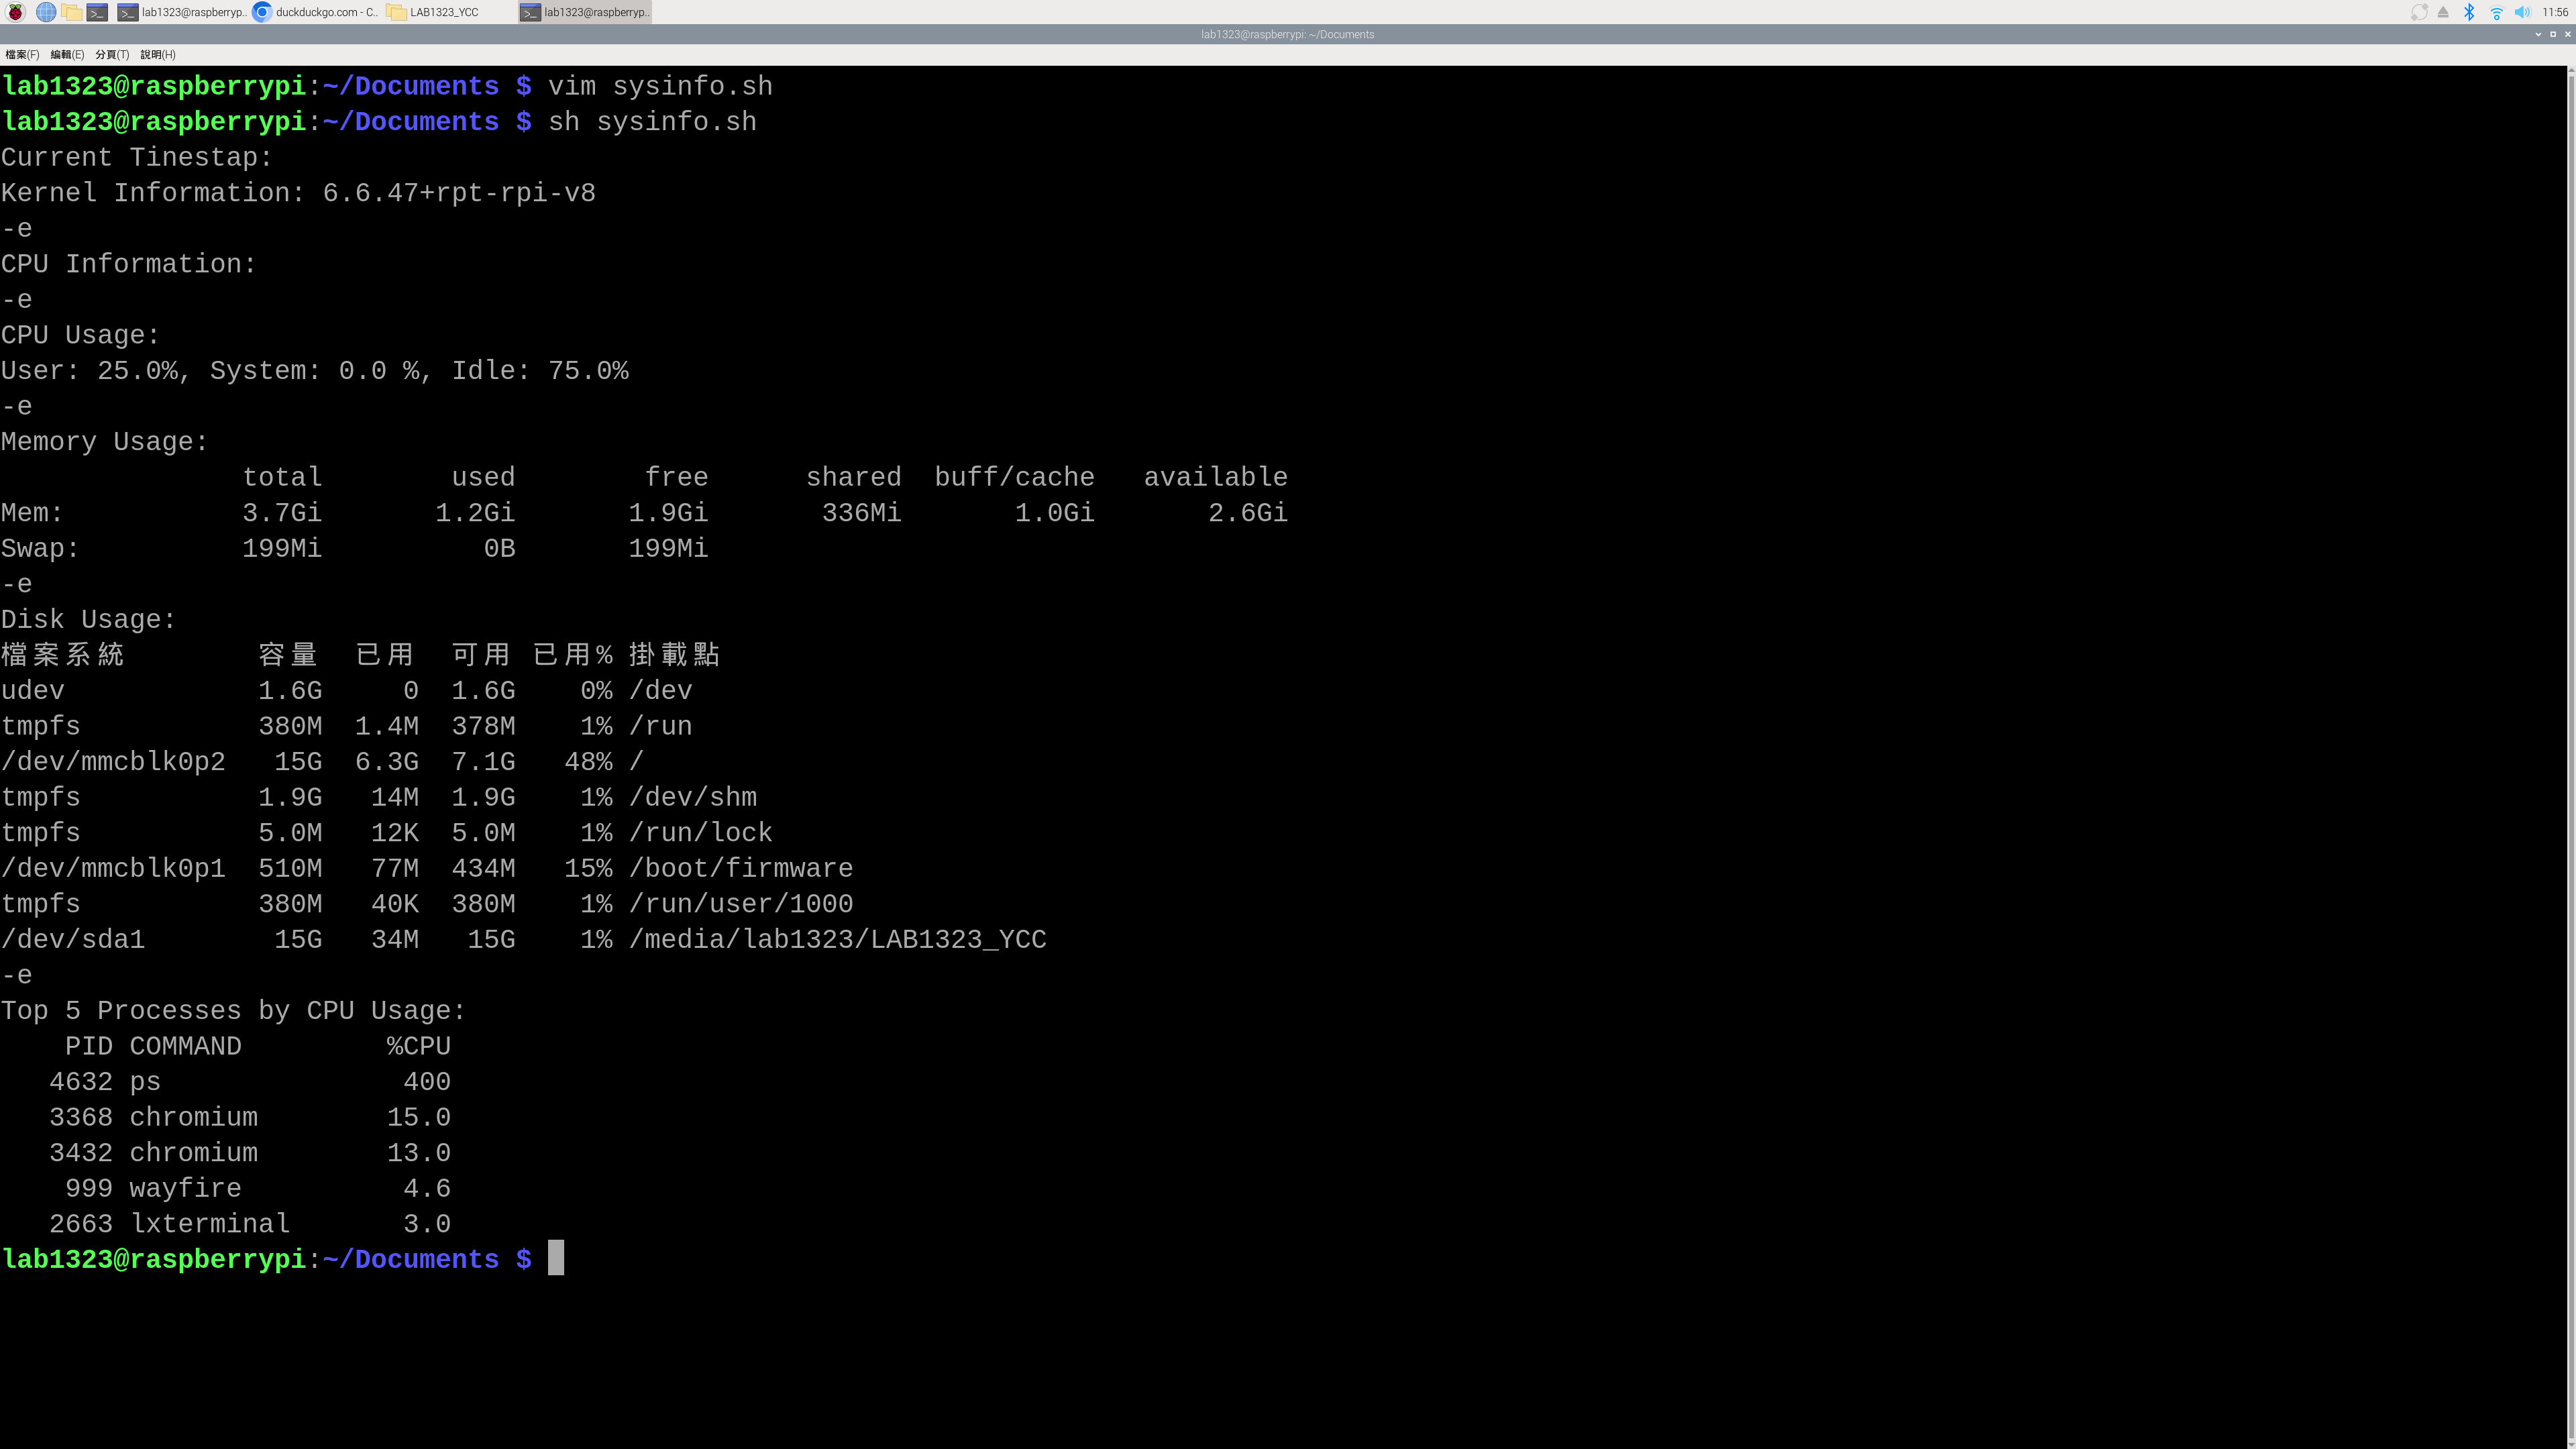 lab1323@raspberryp.. duckduckgo.com - C.. LAB1323_YCC lab1323@raspberryp.. 11:56
lab1323@raspberrypi: ~/Documents
檔案(F) 編輯(E) 分頁(T) 說明(H)
lab1323@raspberrypi:~/Documents $ vim sysinfo.sh
lab1323@raspberrypi:~/Documents $ sh sysinfo.sh
Current Tinestap:
Kernel Information: 6.6.47+rpt-rpi-v8
-e
CPU Information:
-e
CPU Usage:
User: 25.0%, System: 0.0 %, Idle: 75.0%
-e
Memory Usage:
total used free shared buff/cache available
Mem: 3.7Gi 1.2Gi 1.9Gi 336Mi 1.0Gi 2.6Gi
Swap: 199Mi 0B 199Mi
-e
Disk Usage:
檔案系統 容量 已用 可用 已用% 掛載點
udev 1.6G 0 1.6G 0% /dev
tmpfs 380M 1.4M 378M 1% /run
/dev/mmcblk0p2 15G 6.3G 7.1G 48% /
tmpfs 1.9G 14M 1.9G 1% /dev/shm
tmpfs 5.0M 12K 5.0M 1% /run/lock
/dev/mmcblk0p1 510M 77M 434M 15% /boot/firmware
tmpfs 380M 40K 380M 1% /run/user/1000
/dev/sda1 15G 34M 15G 1% /media/lab1323/LAB1323_YCC
-e
Top 5 Processes by CPU Usage:
PID COMMAND %CPU
4632 ps 400
3368 chromium 15.0
3432 chromium 13.0
999 wayfire 4.6
2663 lxterminal 3.0
lab1323@raspberrypi:~/Documents $